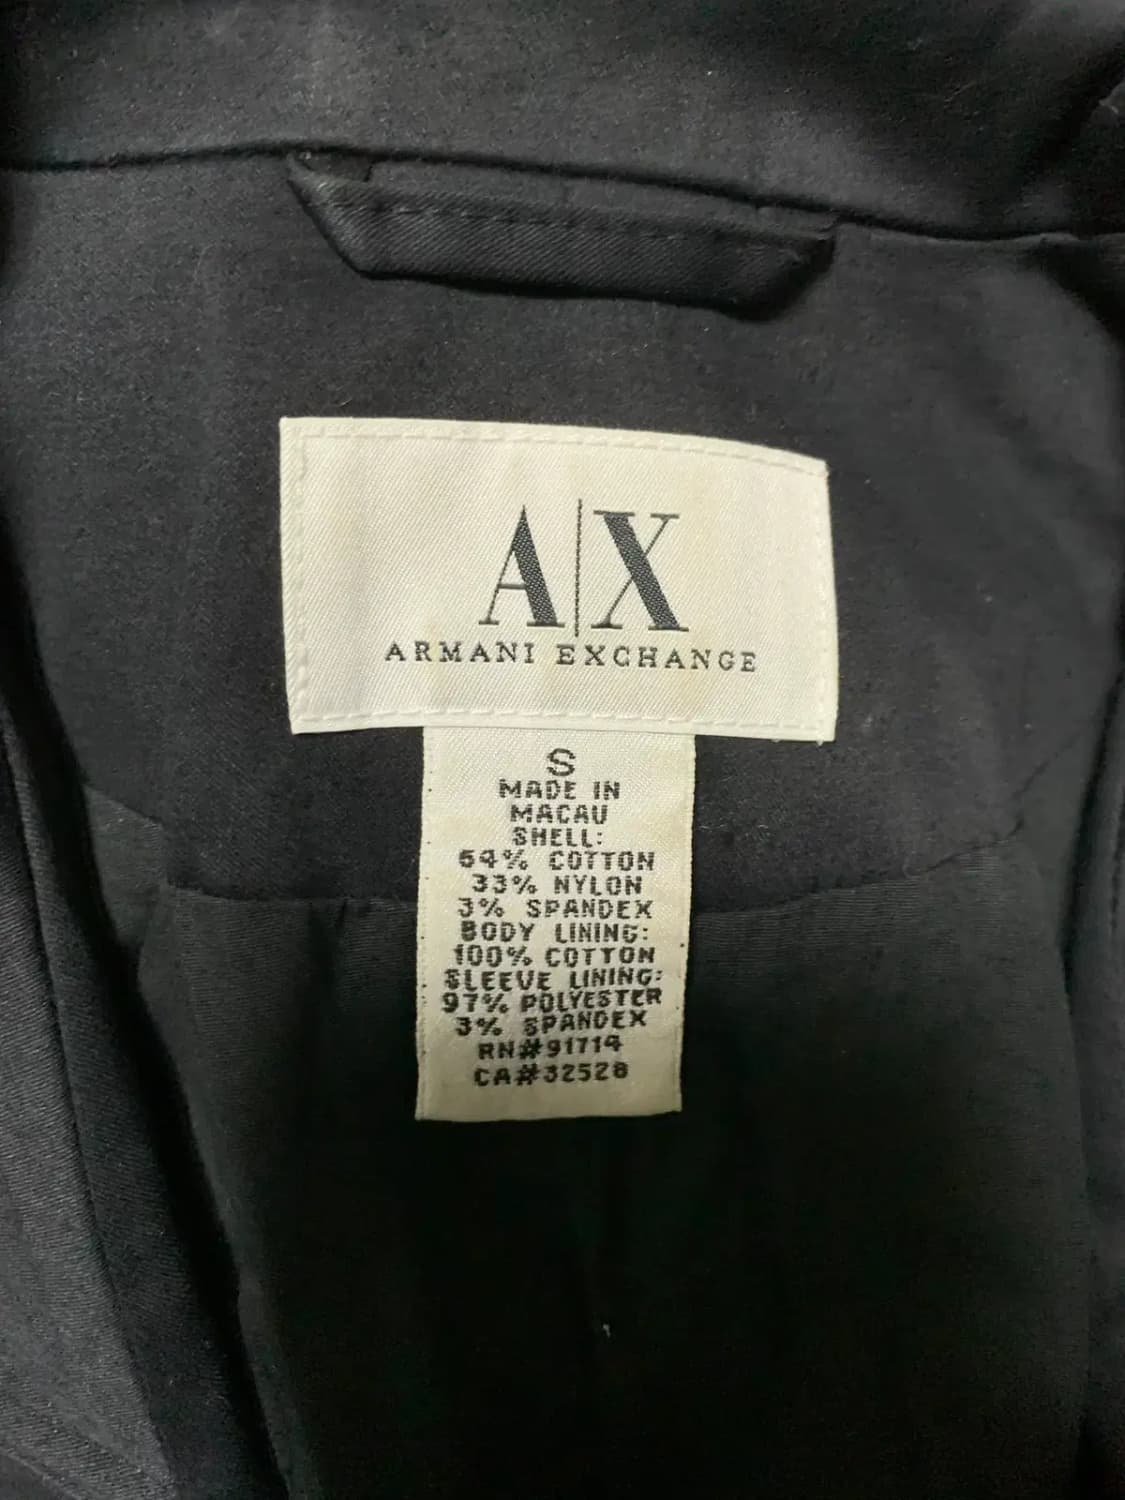 A|X
ARMANI EXCHANGE
S
MADE IN
MACAU
SHELL:
64% COTTON
33% NYLON
3% SPANDEX
BODY LINING:
100% COTTON
SLEEVE LINING:
97% POLYESTER
3% SPANDEX
RN#91714
CA#32528